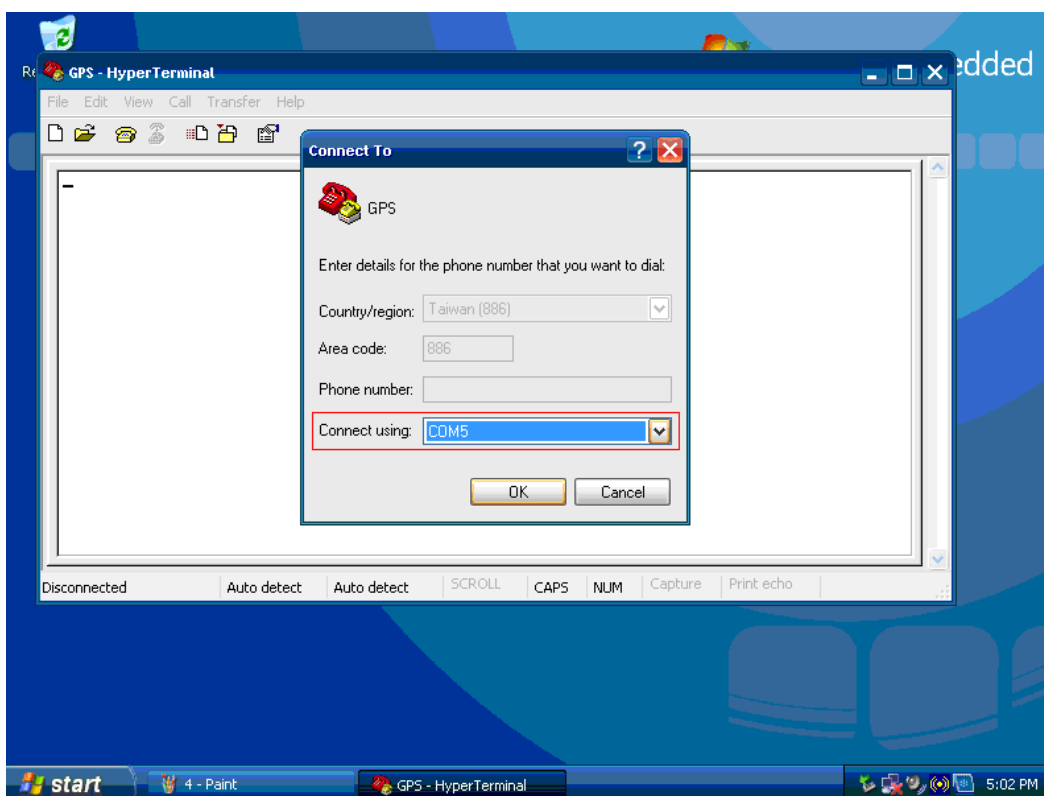 Re
edded
GPS - HyperTerminal
File Edit View Call Transfer Help
Connect To
GPS
Enter details for the phone number that you want to dial:
Country/region: Taiwan (886)
Area code: 886
Phone number:
Connect using: COM5
OK Cancel
Disconnected Auto detect Auto detect SCROLL CAPS NUM Capture Print echo
start 4 - Paint GPS - HyperTerminal 5:02 PM